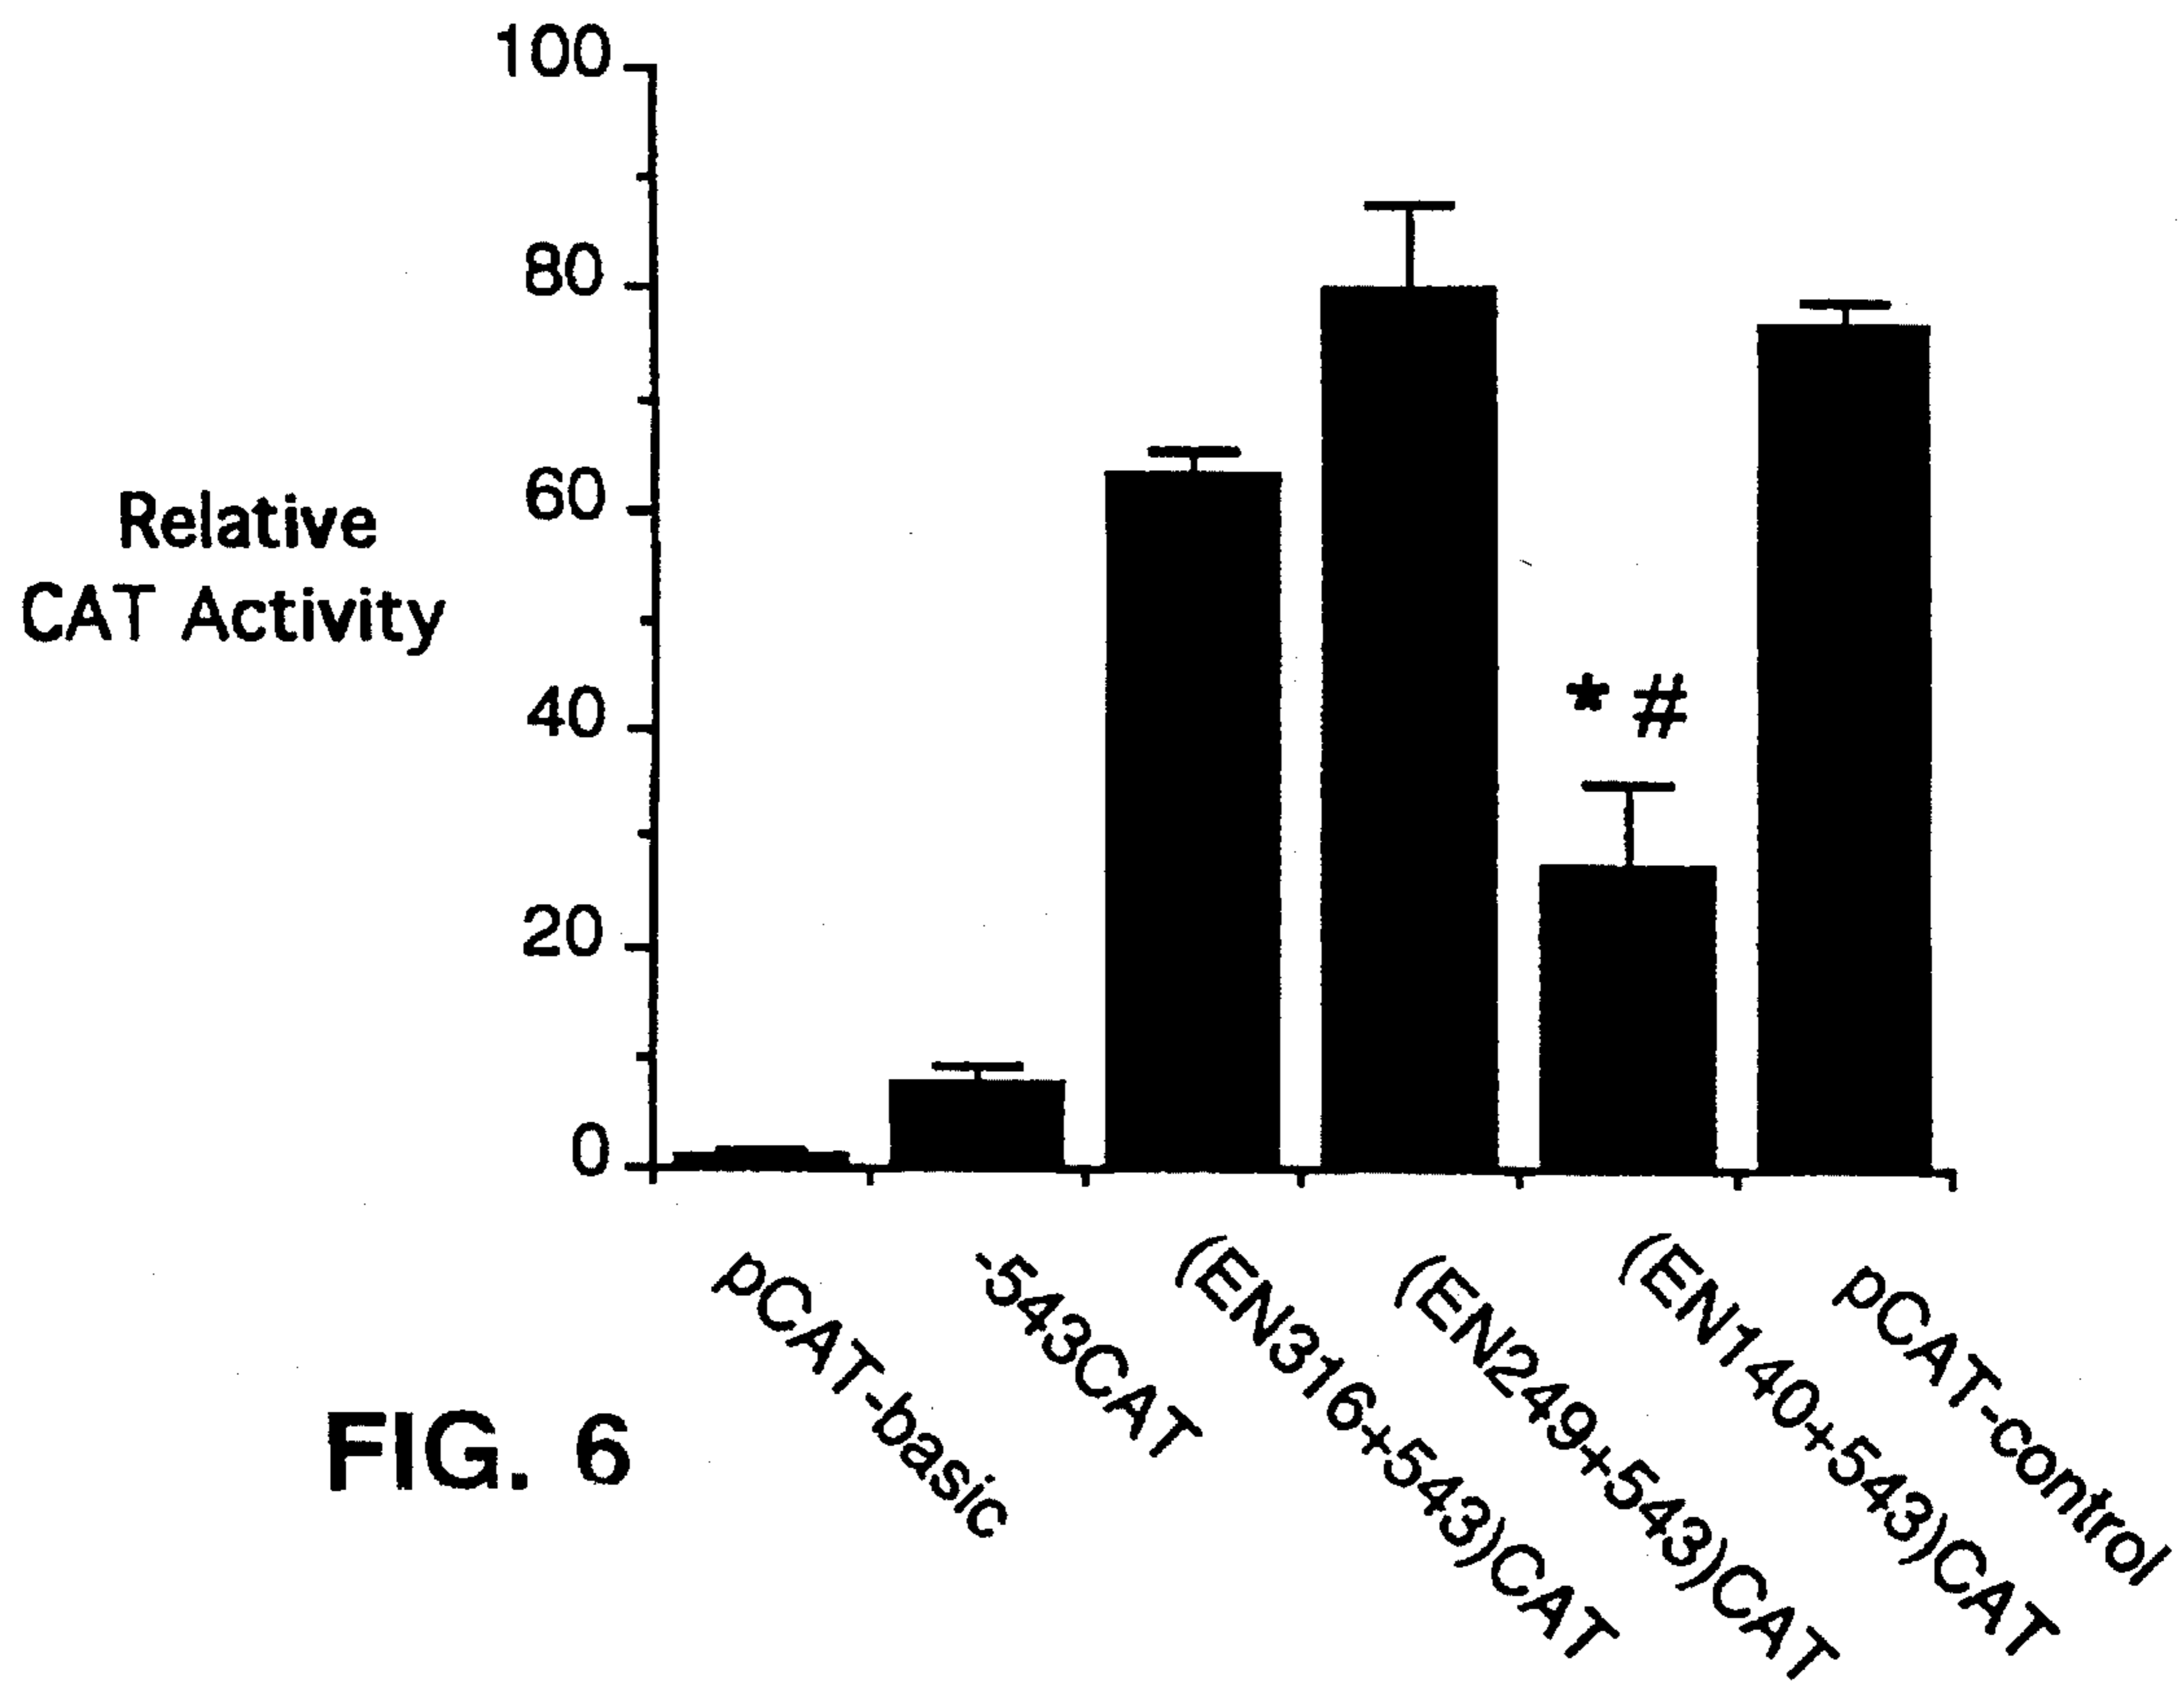 100
80
60
40
20
0
Relative
CAT Activity
* #
pCAT-basic
-543CAT
(EN316+543)CAT
(EN249+543)CAT
(EN140+543)CAT
pCAT-control
FIG. 6